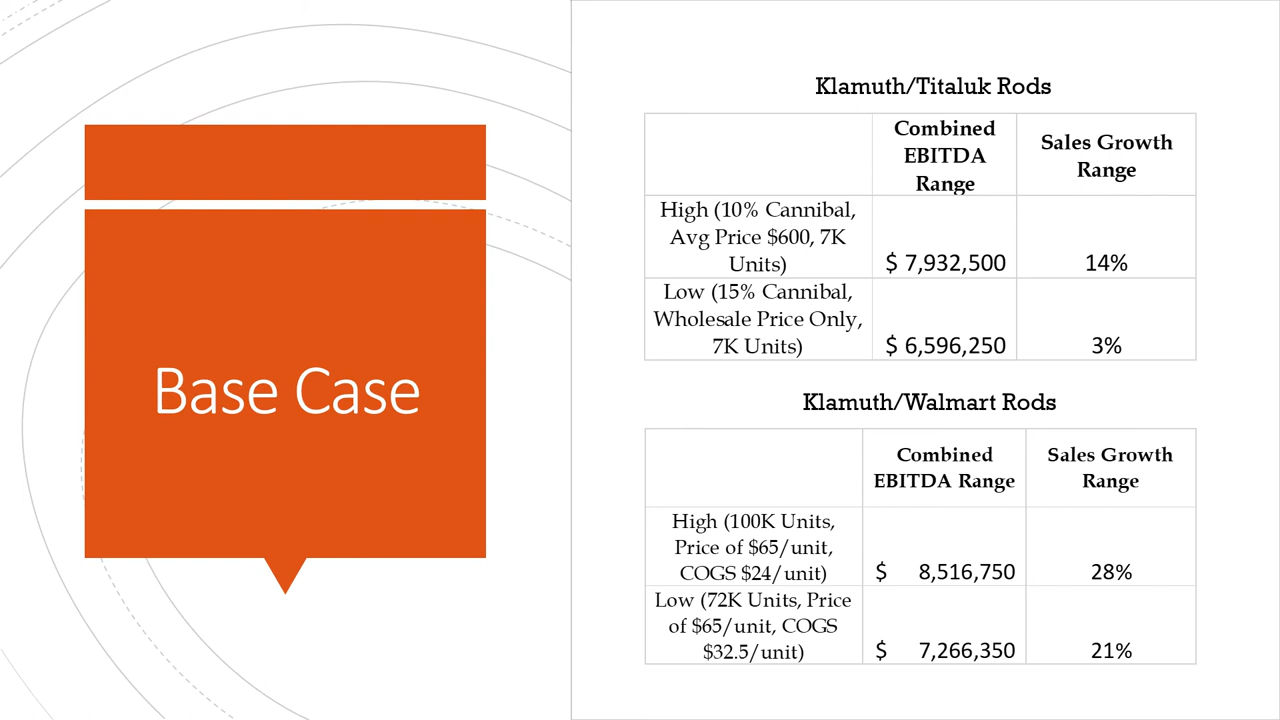 Base Case
Klamuth/Titaluk Rods
Combined
EBITDA
Range
Sales Growth
Range
High (10% Cannibal,
Avg Price $600, 7K
Units)
$ 7,932,500
14%
Low (15% Cannibal,
Wholesale Price Only,
7K Units)
$ 6,596,250
3%
Klamuth/Walmart Rods
Combined
EBITDA Range
Sales Growth
Range
High (100K Units,
Price of $65/unit,
COGS $24/unit)
$ 8,516,750
28%
Low (72K Units, Price
of $65/unit, COGS
$32.5/unit)
$ 7,266,350
21%